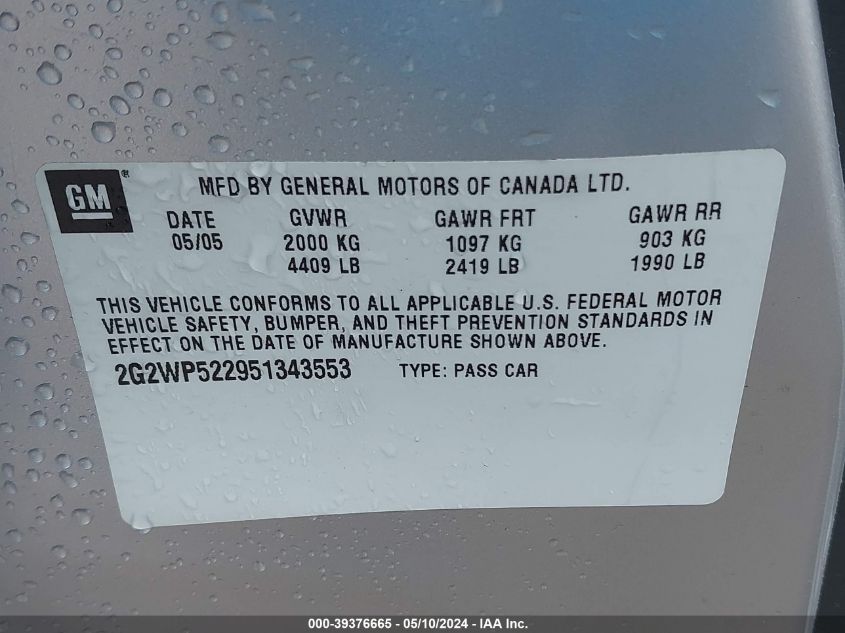 GM ®
MFD BY GENERAL MOTORS OF CANADA LTD.
DATE GVWR GAWR FRT GAWR RR
05/05 2000 KG 1097 KG 903 KG
4409 LB 2419 LB 1990 LB
THIS VEHICLE CONFORMS TO ALL APPLICABLE U.S. FEDERAL MOTOR
VEHICLE SAFETY, BUMPER, AND THEFT PREVENTION STANDARDS IN
EFFECT ON THE DATE OF MANUFACTURE SHOWN ABOVE.
2G2WP522951343553 TYPE: PASS CAR
000-39376665 - 05/10/2024 - IAA Inc.